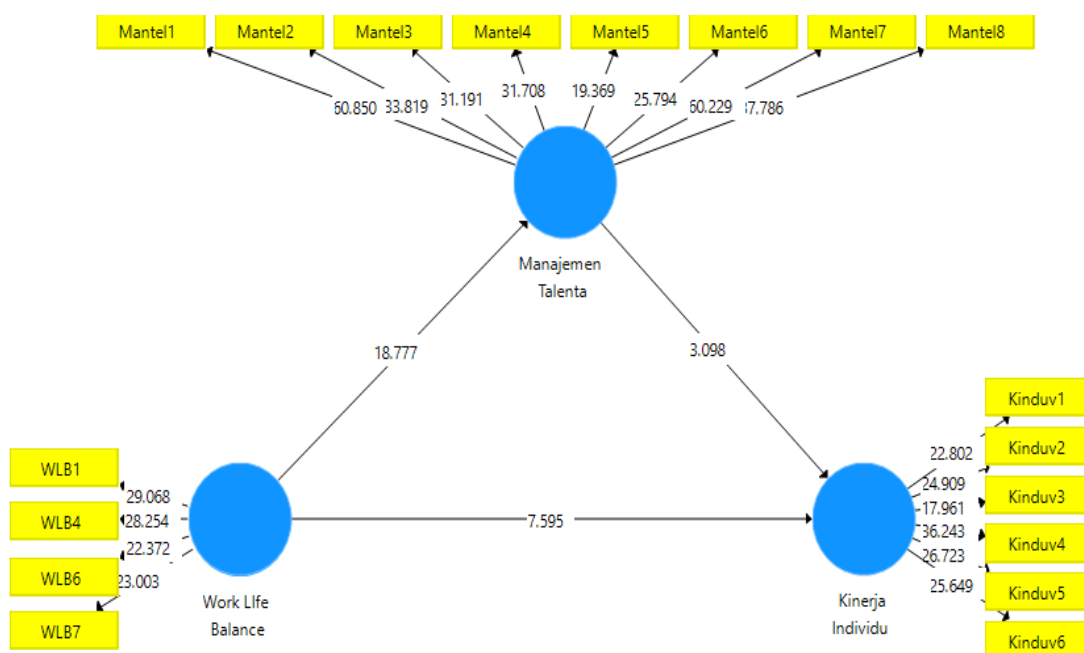 Mantel1
Mantel2
Mantel3
Mantel4
Mantel5
Mantel6
Mantel7
Mantel8
60.850
33.819
31.191
31.708
19.369
25.794
60.229
37.786
Manajemen
Talenta
18.777
3.098
7.595
WLB1
WLB4
WLB6
WLB7
29.068
28.254
22.372
23.003
Work LIfe
Balance
Kinduv1
Kinduv2
Kinduv3
Kinduv4
Kinduv5
Kinduv6
22.802
24.909
17.961
36.243
26.723
25.649
Kinerja
Individu